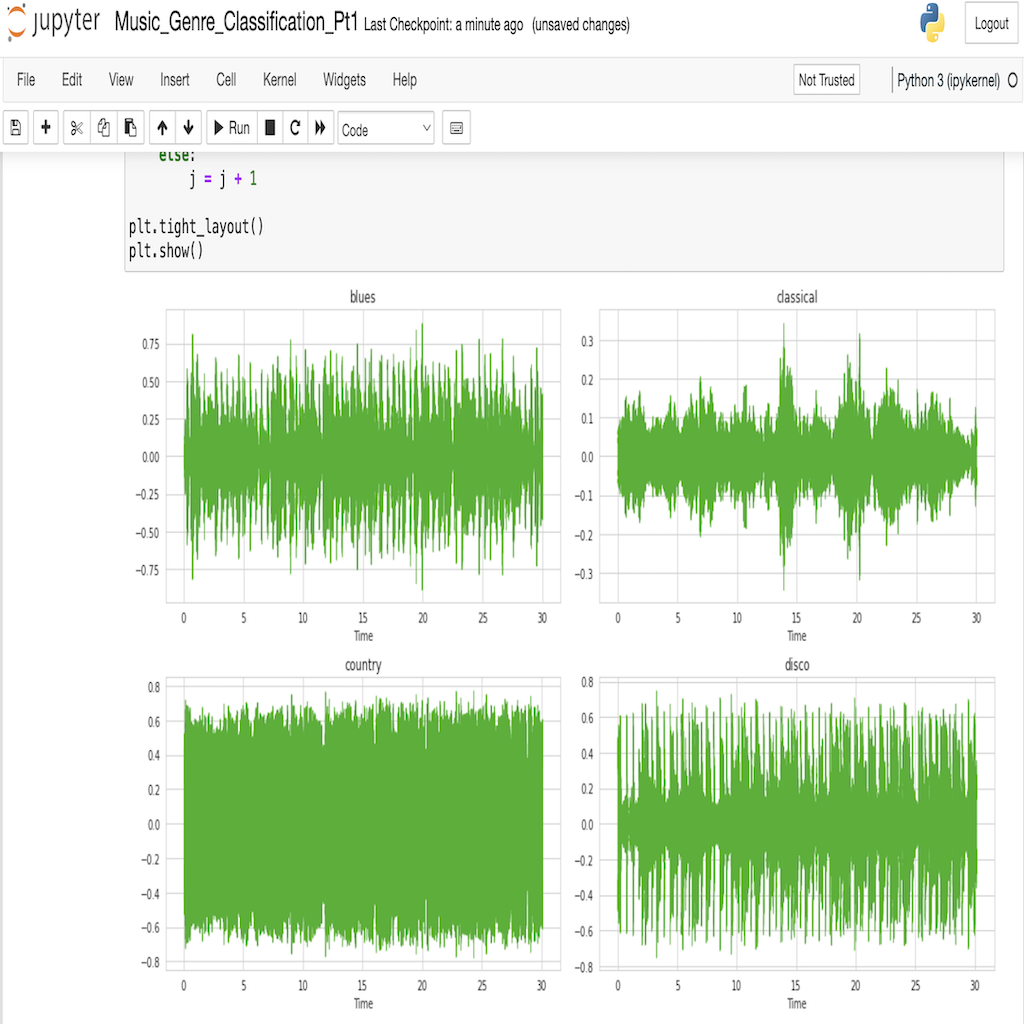 jupyter Music_Genre_Classification_Pt1 Last Checkpoint: a minute ago (unsaved changes) Logout
File Edit View Insert Cell Kernel Widgets Help Not Trusted Python 3 (ipykernel)
Run Code
else:
j = j + 1
plt.tight_layout()
plt.show()
blues
0.75
0.50
0.25
0.00
−0.25
−0.50
−0.75
0 5 10 15 20 25 30
Time
classical
0.3
0.2
0.1
0.0
−0.1
−0.2
−0.3
0 5 10 15 20 25 30
Time
country
0.8
0.6
0.4
0.2
0.0
−0.2
−0.4
−0.6
−0.8
0 5 10 15 20 25 30
Time
disco
0.8
0.6
0.4
0.2
0.0
−0.2
−0.4
−0.6
−0.8
0 5 10 15 20 25 30
Time